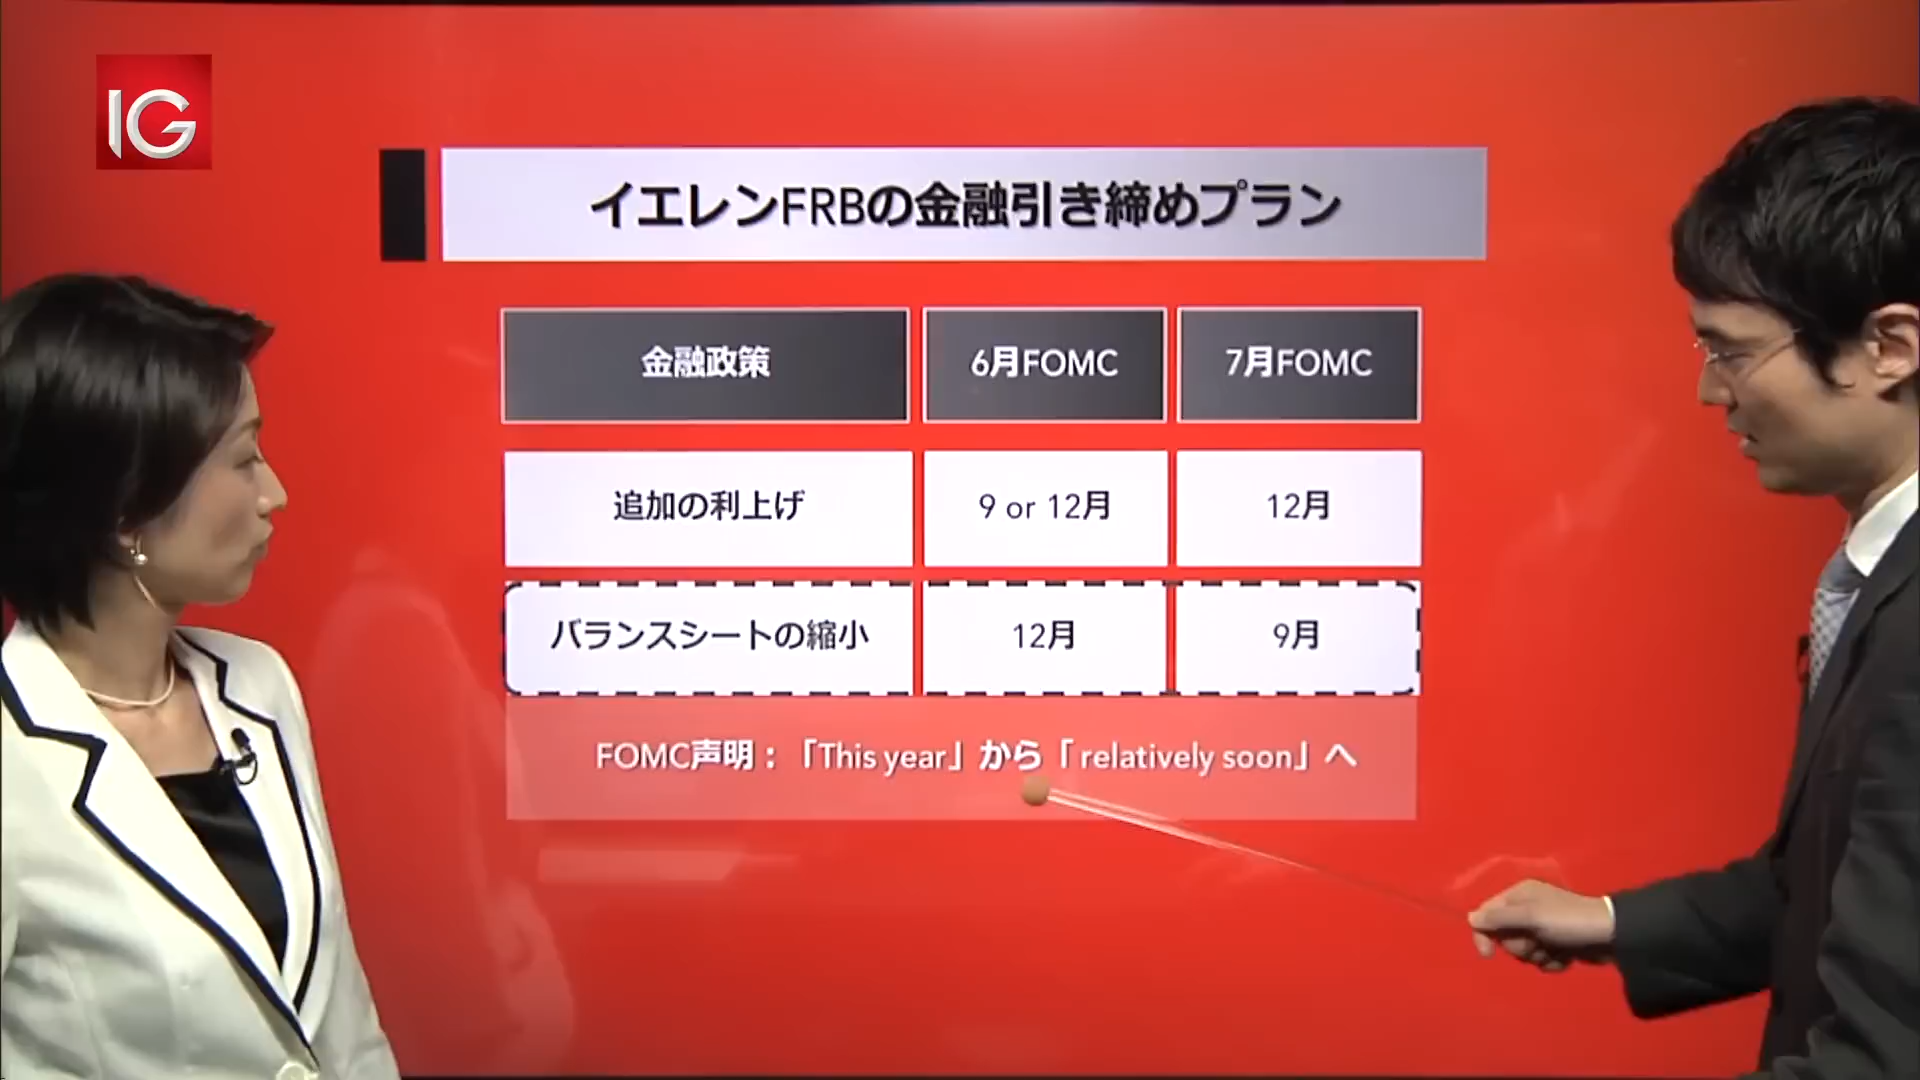 IG
イエレンFRBの金融引き締めプラン
金融政策 6月FOMC 7月FOMC
追加の利上げ 9 or 12月 12月
バランスシートの縮小 12月 9月
FOMC声明：「This year」から「relatively soon」へ